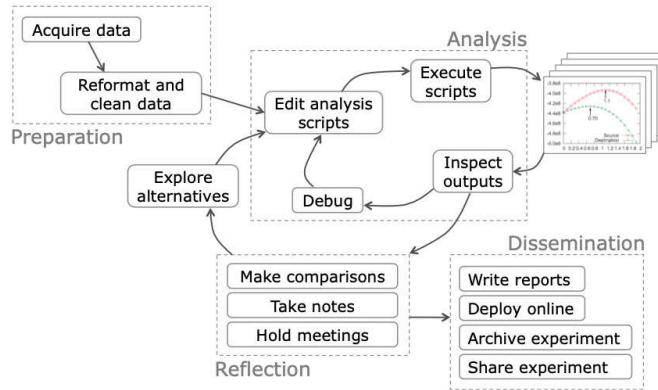 Acquire data
Reformat and
clean data
Preparation
Analysis
Edit analysis
scripts
Execute
scripts
Inspect
outputs
Debug
Explore
alternatives
Make comparisons
Take notes
Hold meetings
Reflection
Dissemination
Write reports
Deploy online
Archive experiment
Share experiment